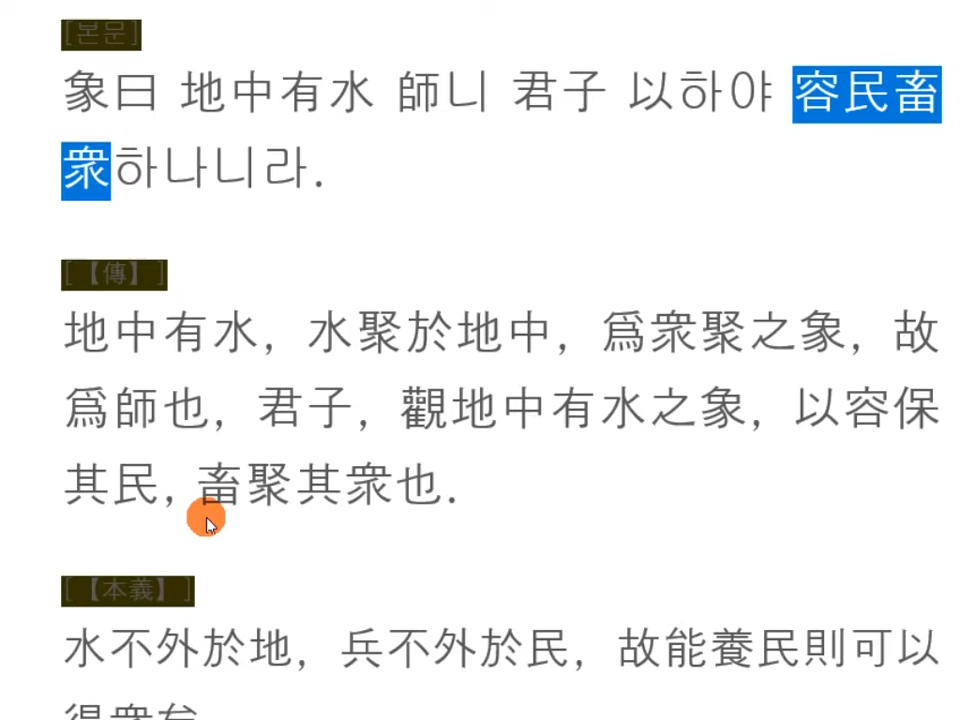 [본문]
象曰 地中有水 師니 君子 以하야 容民畜
衆하나니라.
[【傳】]
地中有水, 水聚於地中, 爲衆聚之象, 故
爲師也, 君子, 觀地中有水之象, 以容保
其民, 畜聚其衆也.
[【本義】]
水不外於地, 兵不外於民, 故能養民則可以
得衆矣